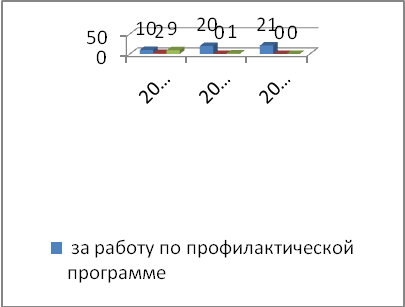 10 2 9 20 0 1 21 0 0
50
0
20... 20... 20...
за работу по профилактической
программе